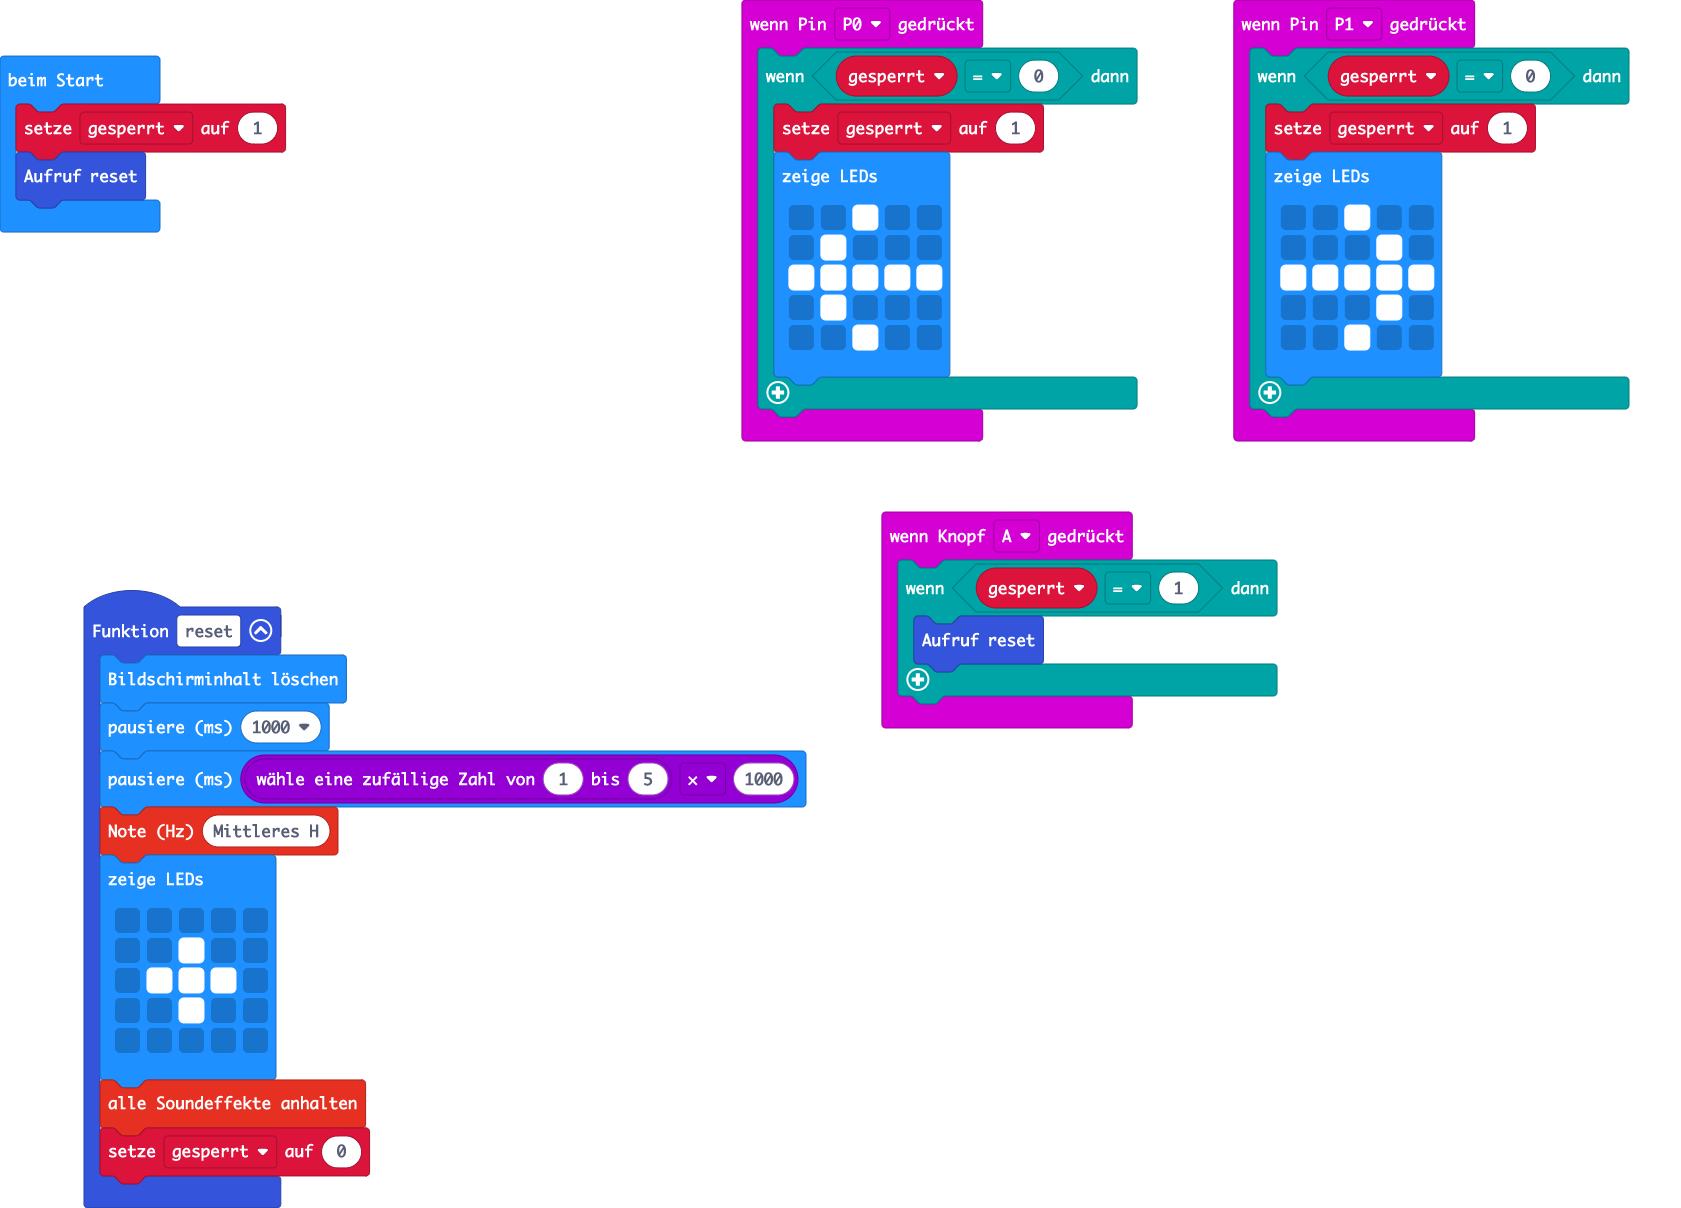 beim Start
setze gesperrt auf 1
Aufruf reset
wenn Pin P0 gedrückt
wenn gesperrt = 0 dann
setze gesperrt auf 1
zeige LEDs
wenn Pin P1 gedrückt
wenn gesperrt = 0 dann
setze gesperrt auf 1
zeige LEDs
wenn Knopf A gedrückt
wenn gesperrt = 1 dann
Aufruf reset
Funktion reset
Bildschirminhalt löschen
pausiere (ms) 1000
pausiere (ms) wähle eine zufällige Zahl von 1 bis 5 × 1000
Note (Hz) Mittleres H
zeige LEDs
alle Soundeffekte anhalten
setze gesperrt auf 0